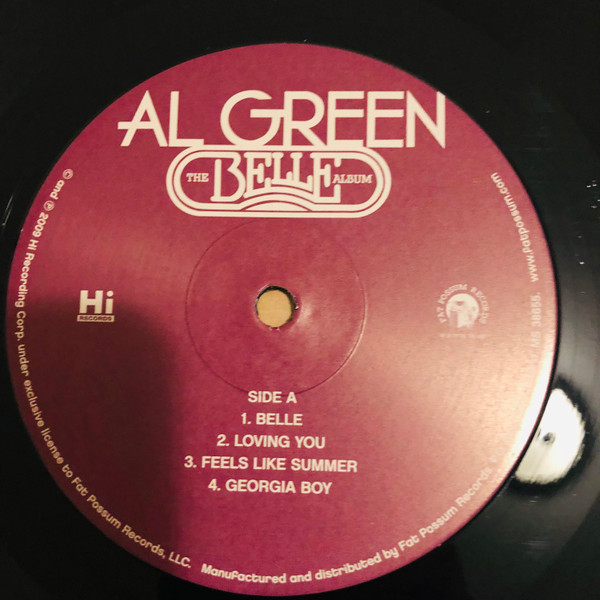 AL GREEN
THE BELLE ALBUM
Hi
RECORDS
FAT POSSUM RECORDS
SIDE A
1. BELLE
2. LOVING YOU
3. FEELS LIKE SUMMER
4. GEORGIA BOY
© and ℗ 2009 Hi Recording Corp. under exclusive license to Fat Possum Records, LLC. Manufactured and distributed by Fat Possum Records
www.fatpossum.com